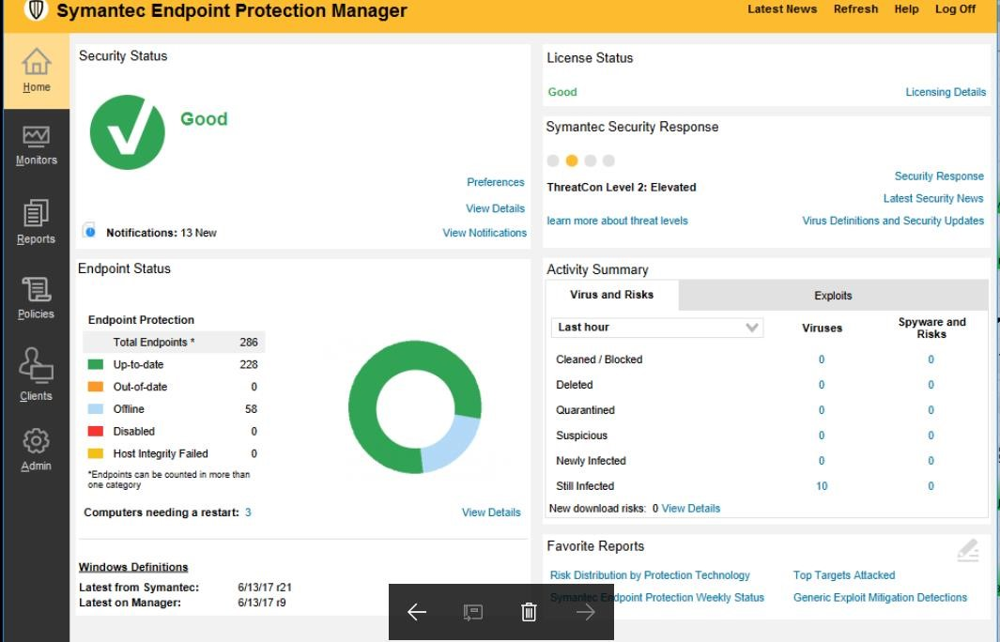 Symantec Endpoint Protection Manager
Latest News Refresh Help Log Off
Home
Monitors
Reports
Policies
Clients
Admin
Security Status
Good
Preferences
View Details
Notifications: 13 New
View Notifications
Endpoint Status
Endpoint Protection
Total Endpoints * 286
Up-to-date 228
Out-of-date 0
Offline 58
Disabled 0
Host Integrity Failed 0
*Endpoints can be counted in more than
one category
Computers needing a restart: 3
View Details
Windows Definitions
Latest from Symantec: 6/13/17 r21
Latest on Manager: 6/13/17 r9
License Status
Good
Licensing Details
Symantec Security Response
ThreatCon Level 2: Elevated
Security Response
Latest Security News
learn more about threat levels
Virus Definitions and Security Updates
Activity Summary
Virus and Risks Exploits
Last hour Viruses Spyware and
Risks
Cleaned / Blocked 0 0
Deleted 0 0
Quarantined 0 0
Suspicious 0 0
Newly Infected 0 0
Still Infected 10 0
New download risks: 0 View Details
Favorite Reports
Risk Distribution by Protection Technology Top Targets Attacked
Symantec Endpoint Protection Weekly Status Generic Exploit Mitigation Detections